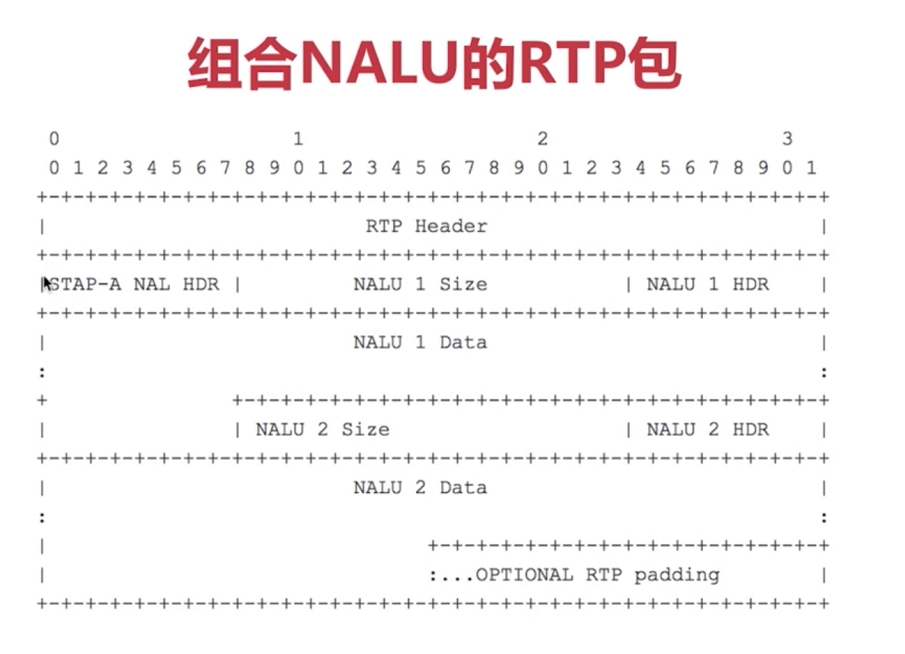 组合NALU的RTP包
0                   1                   2                   3
0 1 2 3 4 5 6 7 8 9 0 1 2 3 4 5 6 7 8 9 0 1 2 3 4 5 6 7 8 9 0 1
+-+-+-+-+-+-+-+-+-+-+-+-+-+-+-+-+-+-+-+-+-+-+-+-+-+-+-+-+-+-+-+-+
|                          RTP Header                           |
+-+-+-+-+-+-+-+-+-+-+-+-+-+-+-+-+-+-+-+-+-+-+-+-+-+-+-+-+-+-+-+-+
|STAP-A NAL HDR |         NALU 1 Size           | NALU 1 HDR    |
+-+-+-+-+-+-+-+-+-+-+-+-+-+-+-+-+-+-+-+-+-+-+-+-+-+-+-+-+-+-+-+-+
|                         NALU 1 Data                           |
:                                                               :
+               +-+-+-+-+-+-+-+-+-+-+-+-+-+-+-+-+-+-+-+-+-+-+-+-+
|               | NALU 2 Size                   | NALU 2 HDR    |
+-+-+-+-+-+-+-+-+-+-+-+-+-+-+-+-+-+-+-+-+-+-+-+-+-+-+-+-+-+-+-+-+
|                         NALU 2 Data                           |
:                                                               :
|                               +-+-+-+-+-+-+-+-+-+-+-+-+-+-+-+-+
|                               :...OPTIONAL RTP padding        |
+-+-+-+-+-+-+-+-+-+-+-+-+-+-+-+-+-+-+-+-+-+-+-+-+-+-+-+-+-+-+-+-+